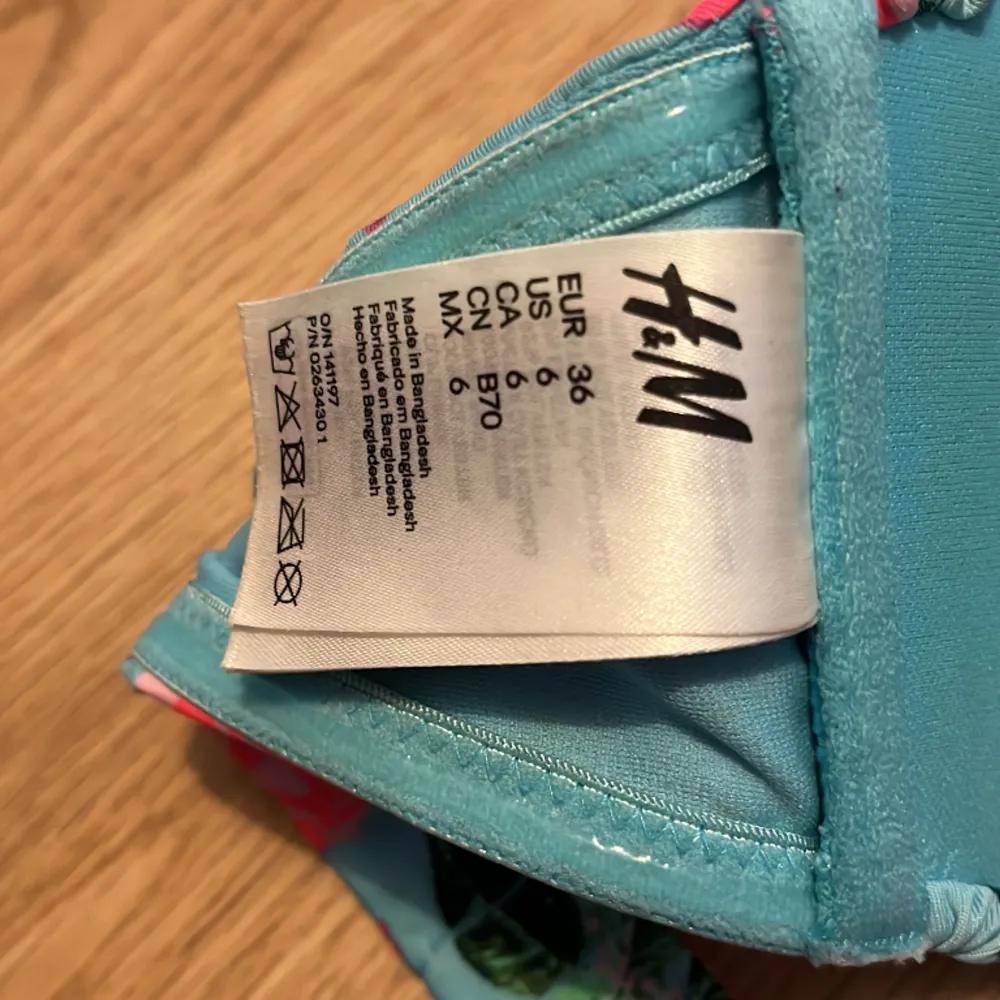 H&M
EUR 36
US 6
CA 6
CN B70
MX 6
Made in Bangladesh
Fabricado em Bangladesh
Fabriqué en Bangladesh
Hecho en Bangladesh
O/N 141197
P/N 0263430 1